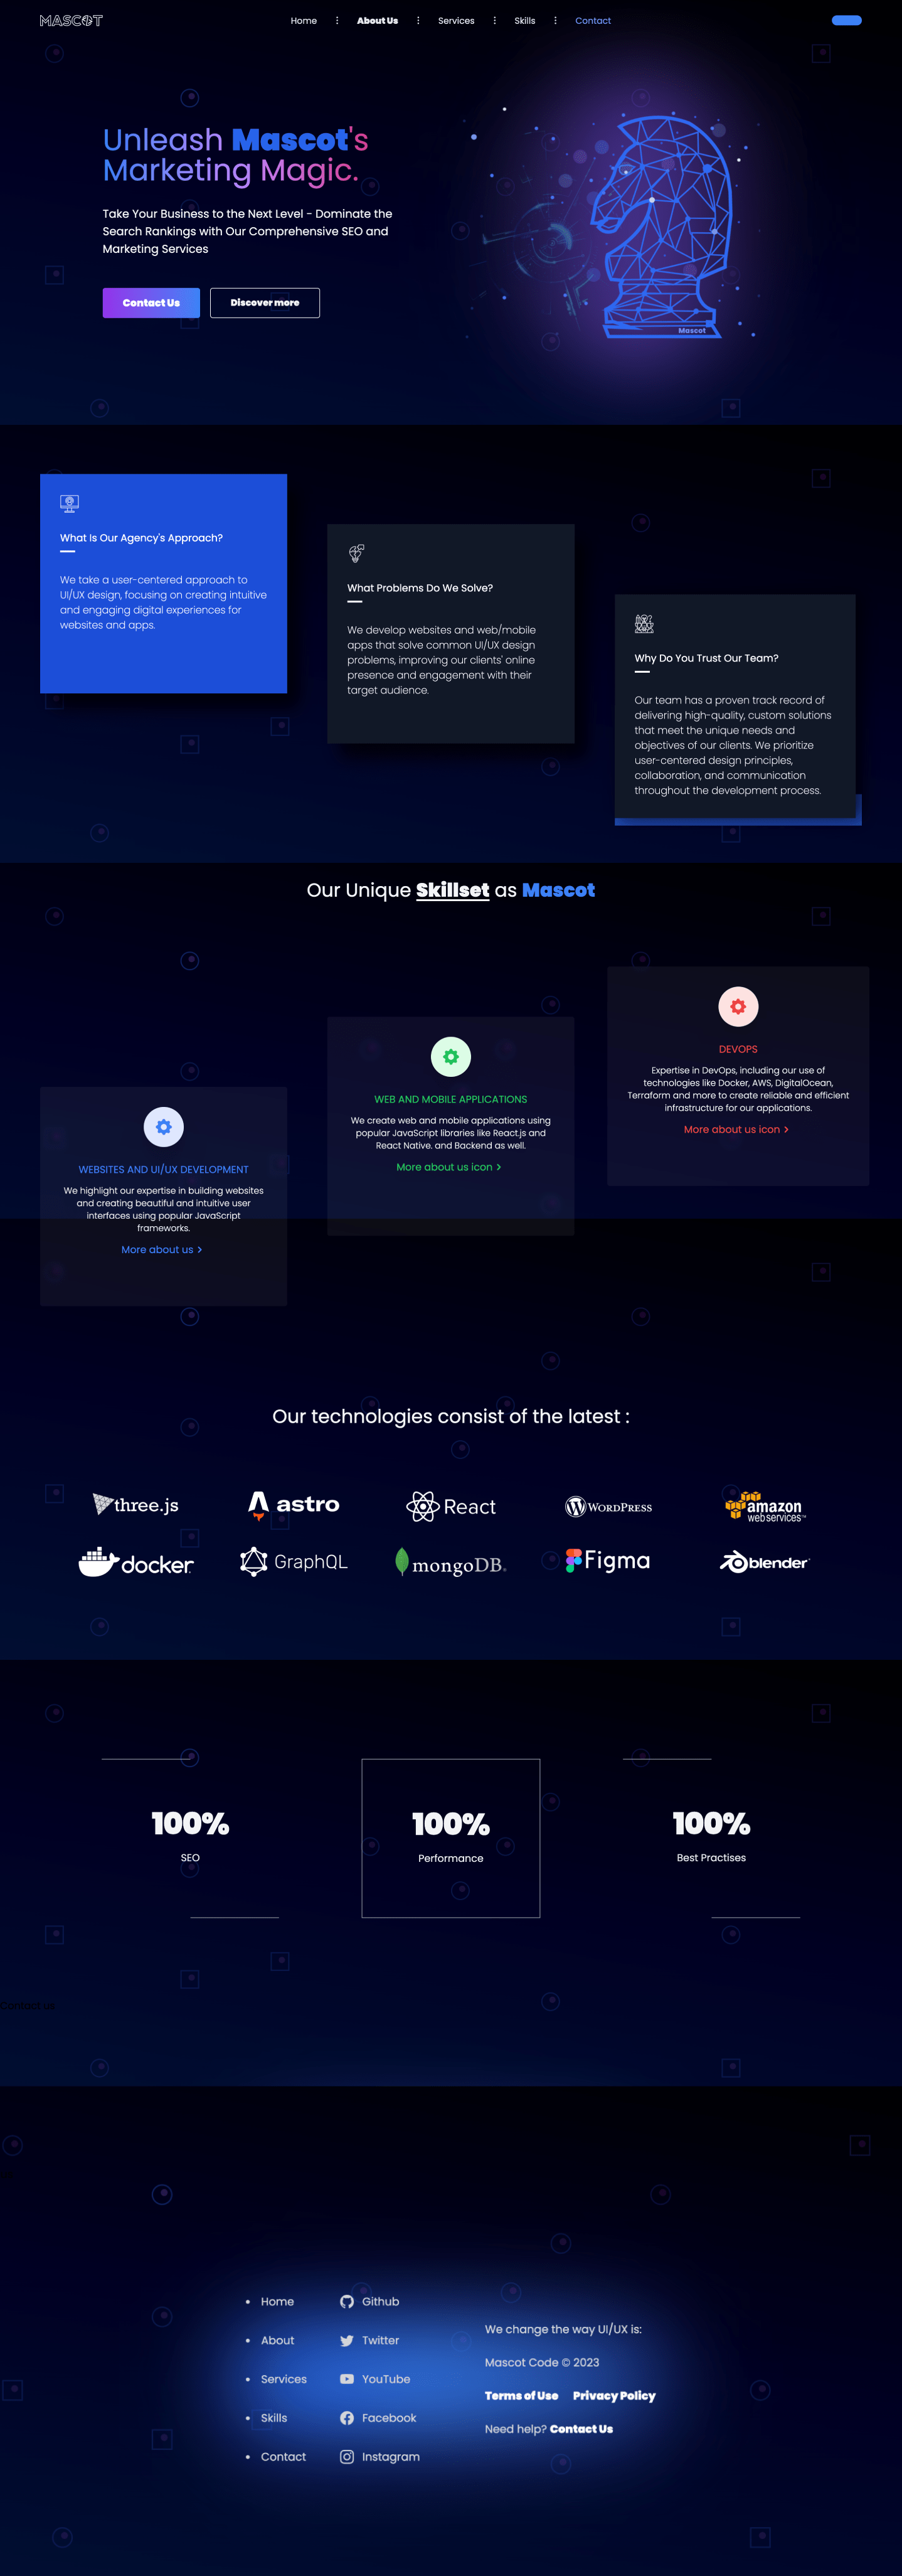 MASCOT
Home
About Us
Services
Skills
Contact
Unleash Mascot's
Marketing Magic.
Take Your Business to the Next Level - Dominate the
Search Rankings with Our Comprehensive SEO and
Marketing Services
Contact Us
Discover more
Mascot
What Is Our Agency's Approach?
We take a user-centered approach to
UI/UX design, focusing on creating intuitive
and engaging digital experiences for
websites and apps.
What Problems Do We Solve?
We develop websites and web/mobile
apps that solve common UI/UX design
problems, improving our clients' online
presence and engagement with their
target audience.
Why Do You Trust Our Team?
Our team has a proven track record of
delivering high-quality, custom solutions
that meet the unique needs and
objectives of our clients. We prioritize
user-centered design principles,
collaboration, and communication
throughout the development process.
Our Unique Skillset as Mascot
WEBSITES AND UI/UX DEVELOPMENT
We highlight our expertise in building websites
and creating beautiful and intuitive user
interfaces using popular JavaScript
frameworks.
More about us
WEB AND MOBILE APPLICATIONS
We create web and mobile applications using
popular JavaScript libraries like React.js and
React Native. and Backend as well.
More about us icon
DEVOPS
Expertise in DevOps, including our use of
technologies like Docker, AWS, DigitalOcean,
Terraform and more to create reliable and efficient
infrastructure for our applications.
More about us icon
Our technologies consist of the latest :
three.js
astro
React
WORDPRESS
amazon
webservices™
docker
GraphQL
mongoDB
Figma
blender
100%
SEO
100%
Performance
100%
Best Practises
Contact us
Home
About
Services
Skills
Contact
Github
Twitter
YouTube
Facebook
Instagram
We change the way UI/UX is:
Mascot Code © 2023
Terms of Use Privacy Policy
Need help? Contact Us